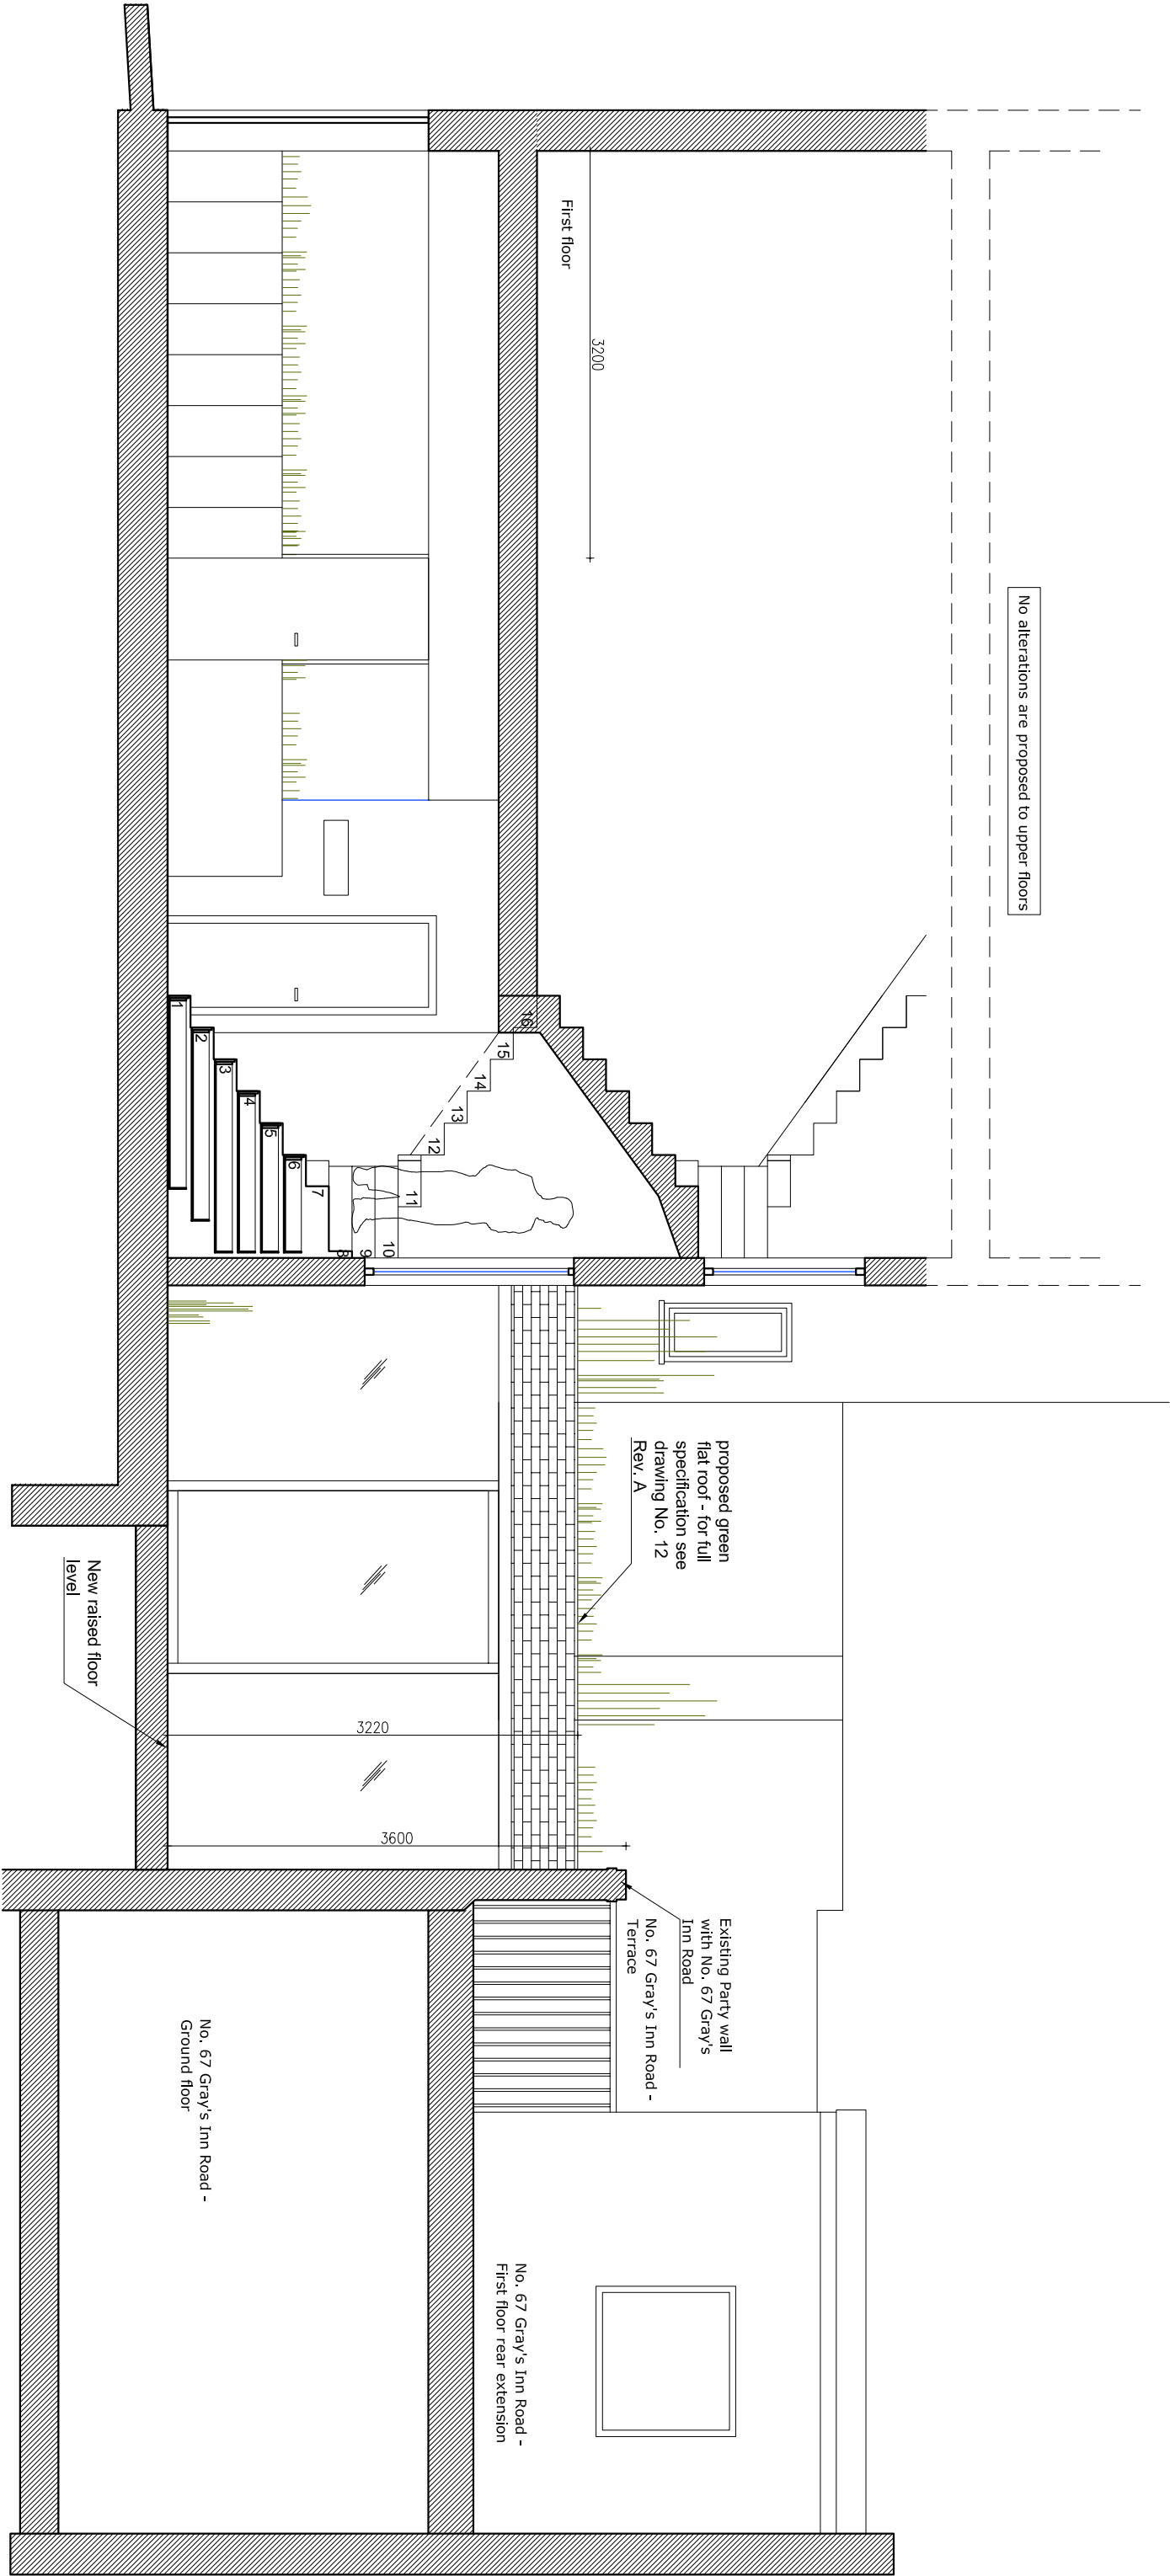 No alterations are proposed to upper floors
First floor
3200
1
2
3
4
5
6
7
8
9
10
11
12
13
14
15
16
proposed green
flat roof - for full
specification see
drawing No. 12
Rev. A
New raised floor
level
3220
3600
Existing Party wall
with No. 67 Gray's
Inn Road
No. 67 Gray's Inn Road -
Terrace
No. 67 Gray's Inn Road -
Ground floor
No. 67 Gray's Inn Road -
First floor rear extension